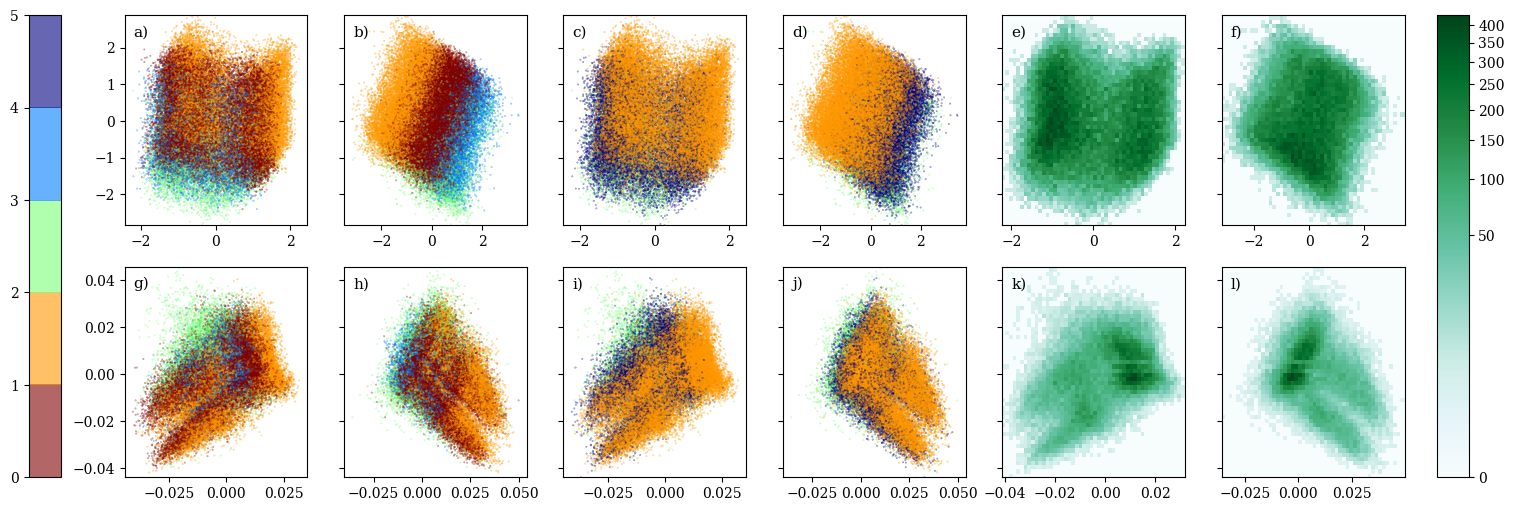 5
4
3
2
1
0
a)
b)
c)
d)
e)
f)
2
1
0
−1
−2
−2 0 2
−2 0 2
−2 0 2
−2 0 2
−2 0 2
−2 0 2
g)
h)
i)
j)
k)
l)
0.04
0.02
0.00
−0.02
−0.04
−0.025 0.000 0.025
−0.025 0.000 0.025 0.050
−0.025 0.000 0.025
−0.025 0.000 0.025 0.050
−0.04 −0.02 0.00 0.02
−0.025 0.000 0.025
400
350
300
250
200
150
100
50
0